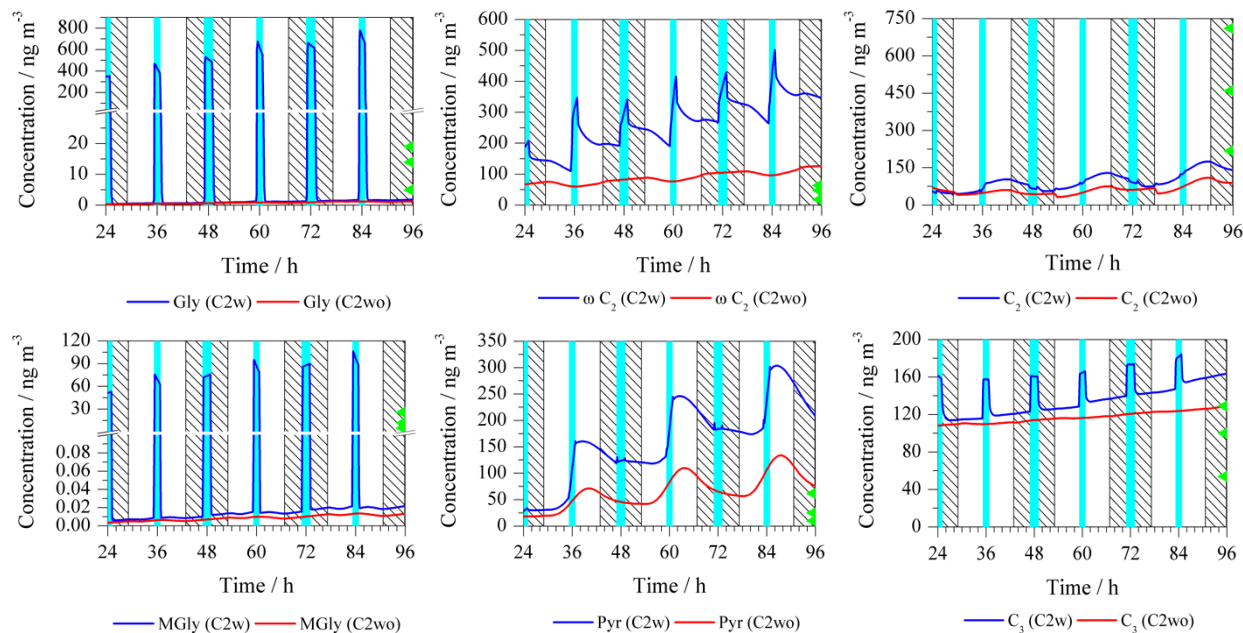 Concentration / ng m⁻³
800
600
400
200
20
15
10
5
0
24 36 48 60 72 84 96
Time / h
Gly (C2w) Gly (C2wo)
Concentration / ng m⁻³
600
500
400
300
200
100
0
24 36 48 60 72 84 96
Time / h
ω C₂ (C2w) ω C₂ (C2wo)
Concentration / ng m⁻³
750
600
450
300
150
0
24 36 48 60 72 84 96
Time / h
C₂ (C2w) C₂ (C2wo)
Concentration / ng m⁻³
120
90
60
30
0.08
0.06
0.04
0.02
0.00
24 36 48 60 72 84 96
Time / h
MGly (C2w) MGly (C2wo)
Concentration / ng m⁻³
350
300
250
200
150
100
50
0
24 36 48 60 72 84 96
Time / h
Pyr (C2w) Pyr (C2wo)
Concentration / ng m⁻³
200
160
120
80
40
0
24 36 48 60 72 84 96
Time / h
C₃ (C2w) C₃ (C2wo)